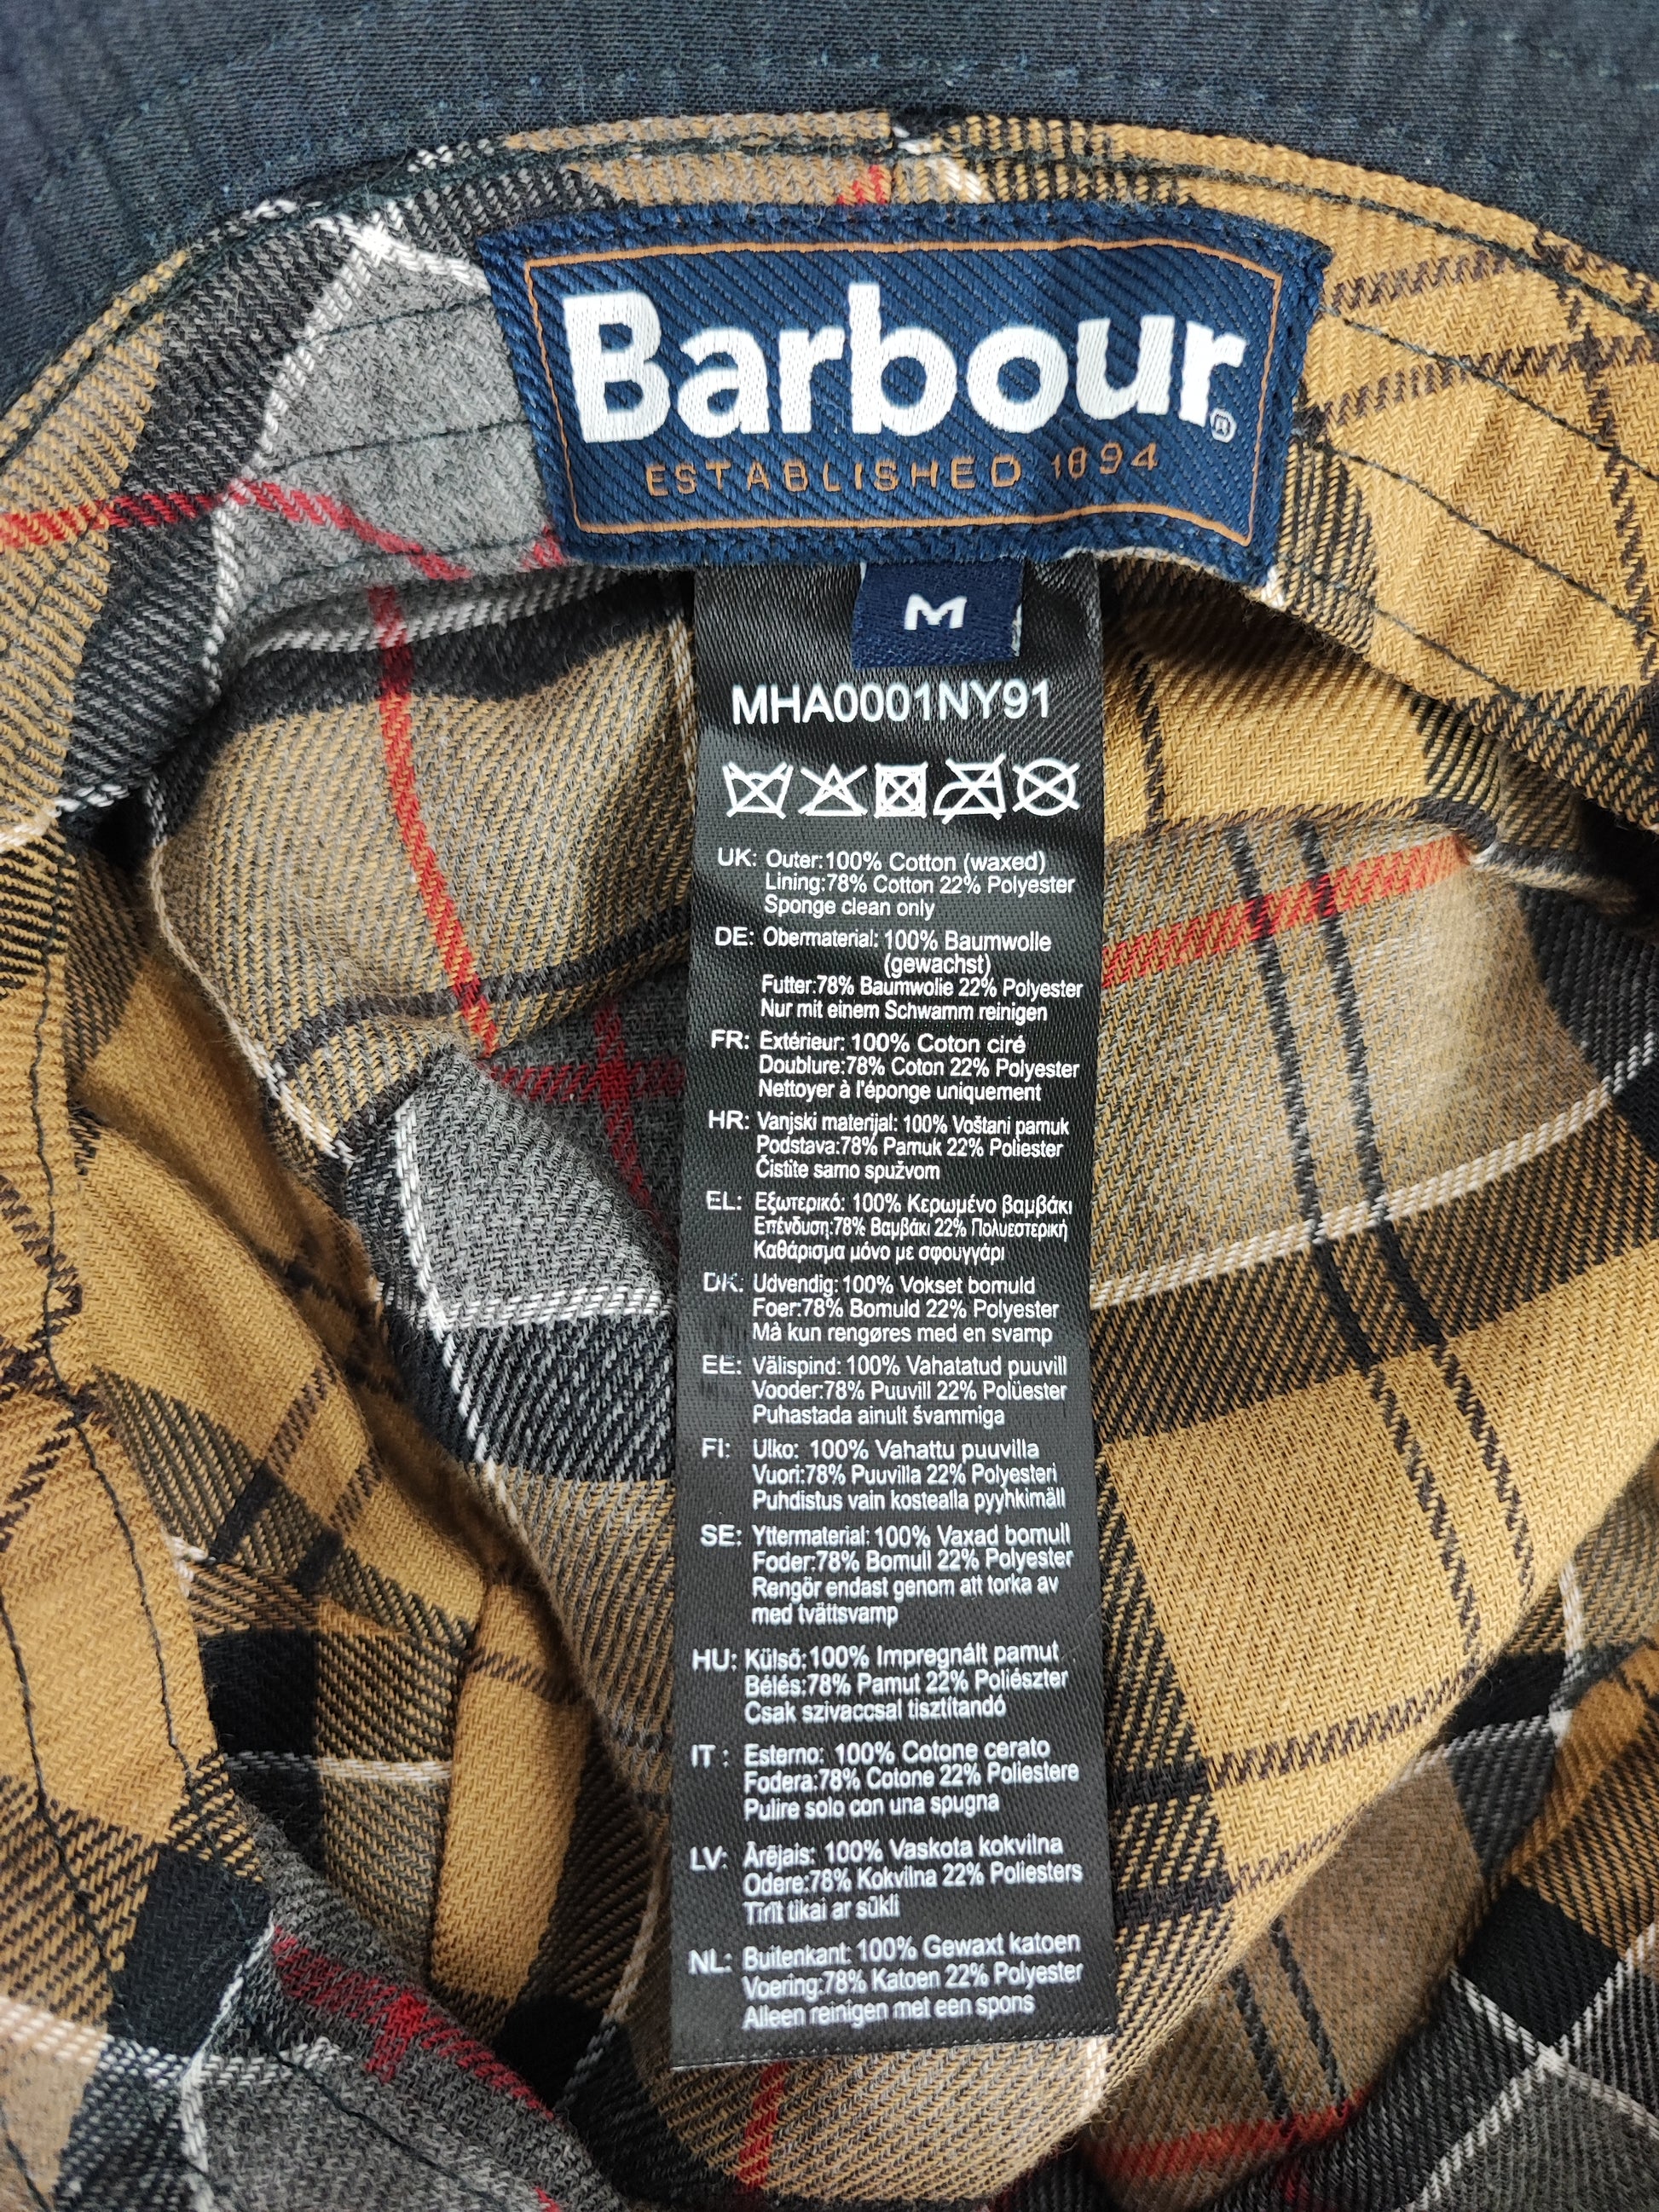 Barbour®
ESTABLISHED 1894
M
MHA0001NY91
UK: Outer:100% Cotton (waxed)
Lining:78% Cotton 22% Polyester
Sponge clean only
DE: Obermaterial: 100% Baumwolle
(gewachst)
Futter:78% Baumwolie 22% Polyester
Nur mit einem Schwamm reinigen
FR: Extérieur: 100% Coton ciré
Doublure:78% Coton 22% Polyester
Nettoyer à l'éponge uniquement
HR: Vanjski materijal: 100% Voštani pamuk
Podstava:78% Pamuk 22% Poliester
Čistite samo spužvom
EL: Εξωτερικό: 100% Κερωμένο βαμβάκι
Επένδυση:78% Βαμβάκι 22% Πολυεστερική
Καθάρισμα μόνο με σφουγγάρι
DK: Udvendig:100% Vokset bomuld
Foer:78% Bomuld 22% Polyester
Mà kun rengøres med en svamp
EE: Välispind:100% Vahatatud puuvill
Vooder:78% Puuvill 22% Polüester
Puhastada ainult švammiga
FI: Ulko: 100% Vahattu puuvilla
Vuori:78% Puuvilla 22% Polyesteri
Puhdistus vain kostealla pyyhkimäll
SE: Yttermaterial:100% Vaxad bomull
Foder:78% Bomull 22% Polyester
Rengör endast genom att torka av
med tvättsvamp
HU: Külső:100% Impregnált pamut
Bélés:78% Pamut 22% Poliészter
Csak szivaccsal tisztítandó
IT : Esterno: 100% Cotone cerato
Fodera:78% Cotone 22% Poliestere
Pulire solo con una spugna
LV: Ārējais: 100% Vaskota kokvilna
Odere:78% Kokvilna 22% Poliesters
Tīrīt tikai ar sūkli
NL: Buitenkant: 100% Gewaxt katoen
Voering:78% Katoen 22% Polyester
Alleen reinigen met een spons